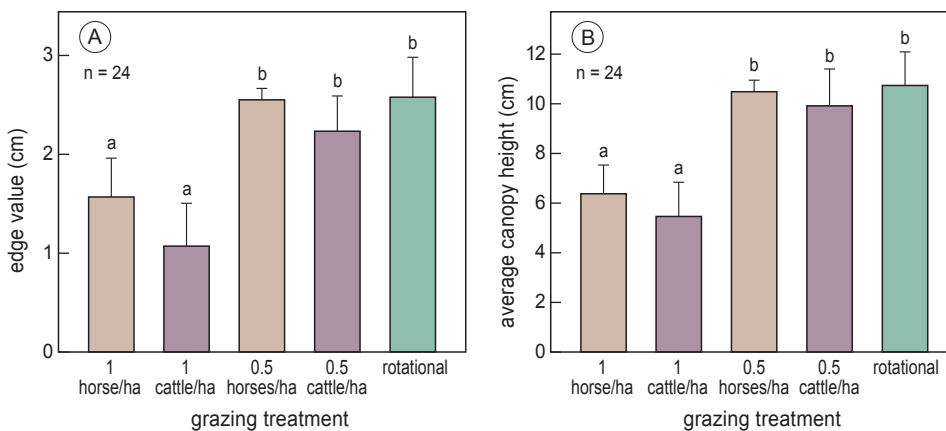 A
n = 24
edge value (cm)
3
2
1
0
a
a
b
b
b
1 horse/ha
1 cattle/ha
0.5 horses/ha
0.5 cattle/ha
rotational
grazing treatment
B
n = 24
average canopy height (cm)
12
10
8
6
4
2
0
a
a
b
b
b
1 horse/ha
1 cattle/ha
0.5 horses/ha
0.5 cattle/ha
rotational
grazing treatment